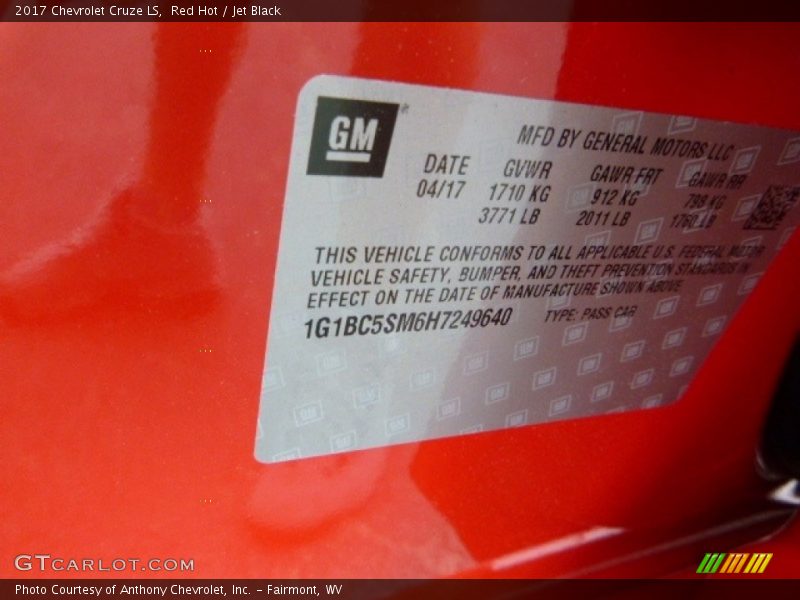 2017 Chevrolet Cruze LS,  Red Hot / Jet Black
GM
MFD BY GENERAL MOTORS LLC
DATE GVWR GAWR FRT GAWR RR
04/17 1710 KG 912 KG 798 KG
3771 LB 2011 LB 1760 LB
THIS VEHICLE CONFORMS TO ALL APPLICABLE U.S. FEDERAL MOTOR
VEHICLE SAFETY, BUMPER, AND THEFT PREVENTION STANDARDS IN
EFFECT ON THE DATE OF MANUFACTURE SHOWN ABOVE
1G1BC5SM6H7249640 TYPE: PASS CAR
GTCARLOT.COM
Photo Courtesy of Anthony Chevrolet, Inc. – Fairmont, WV